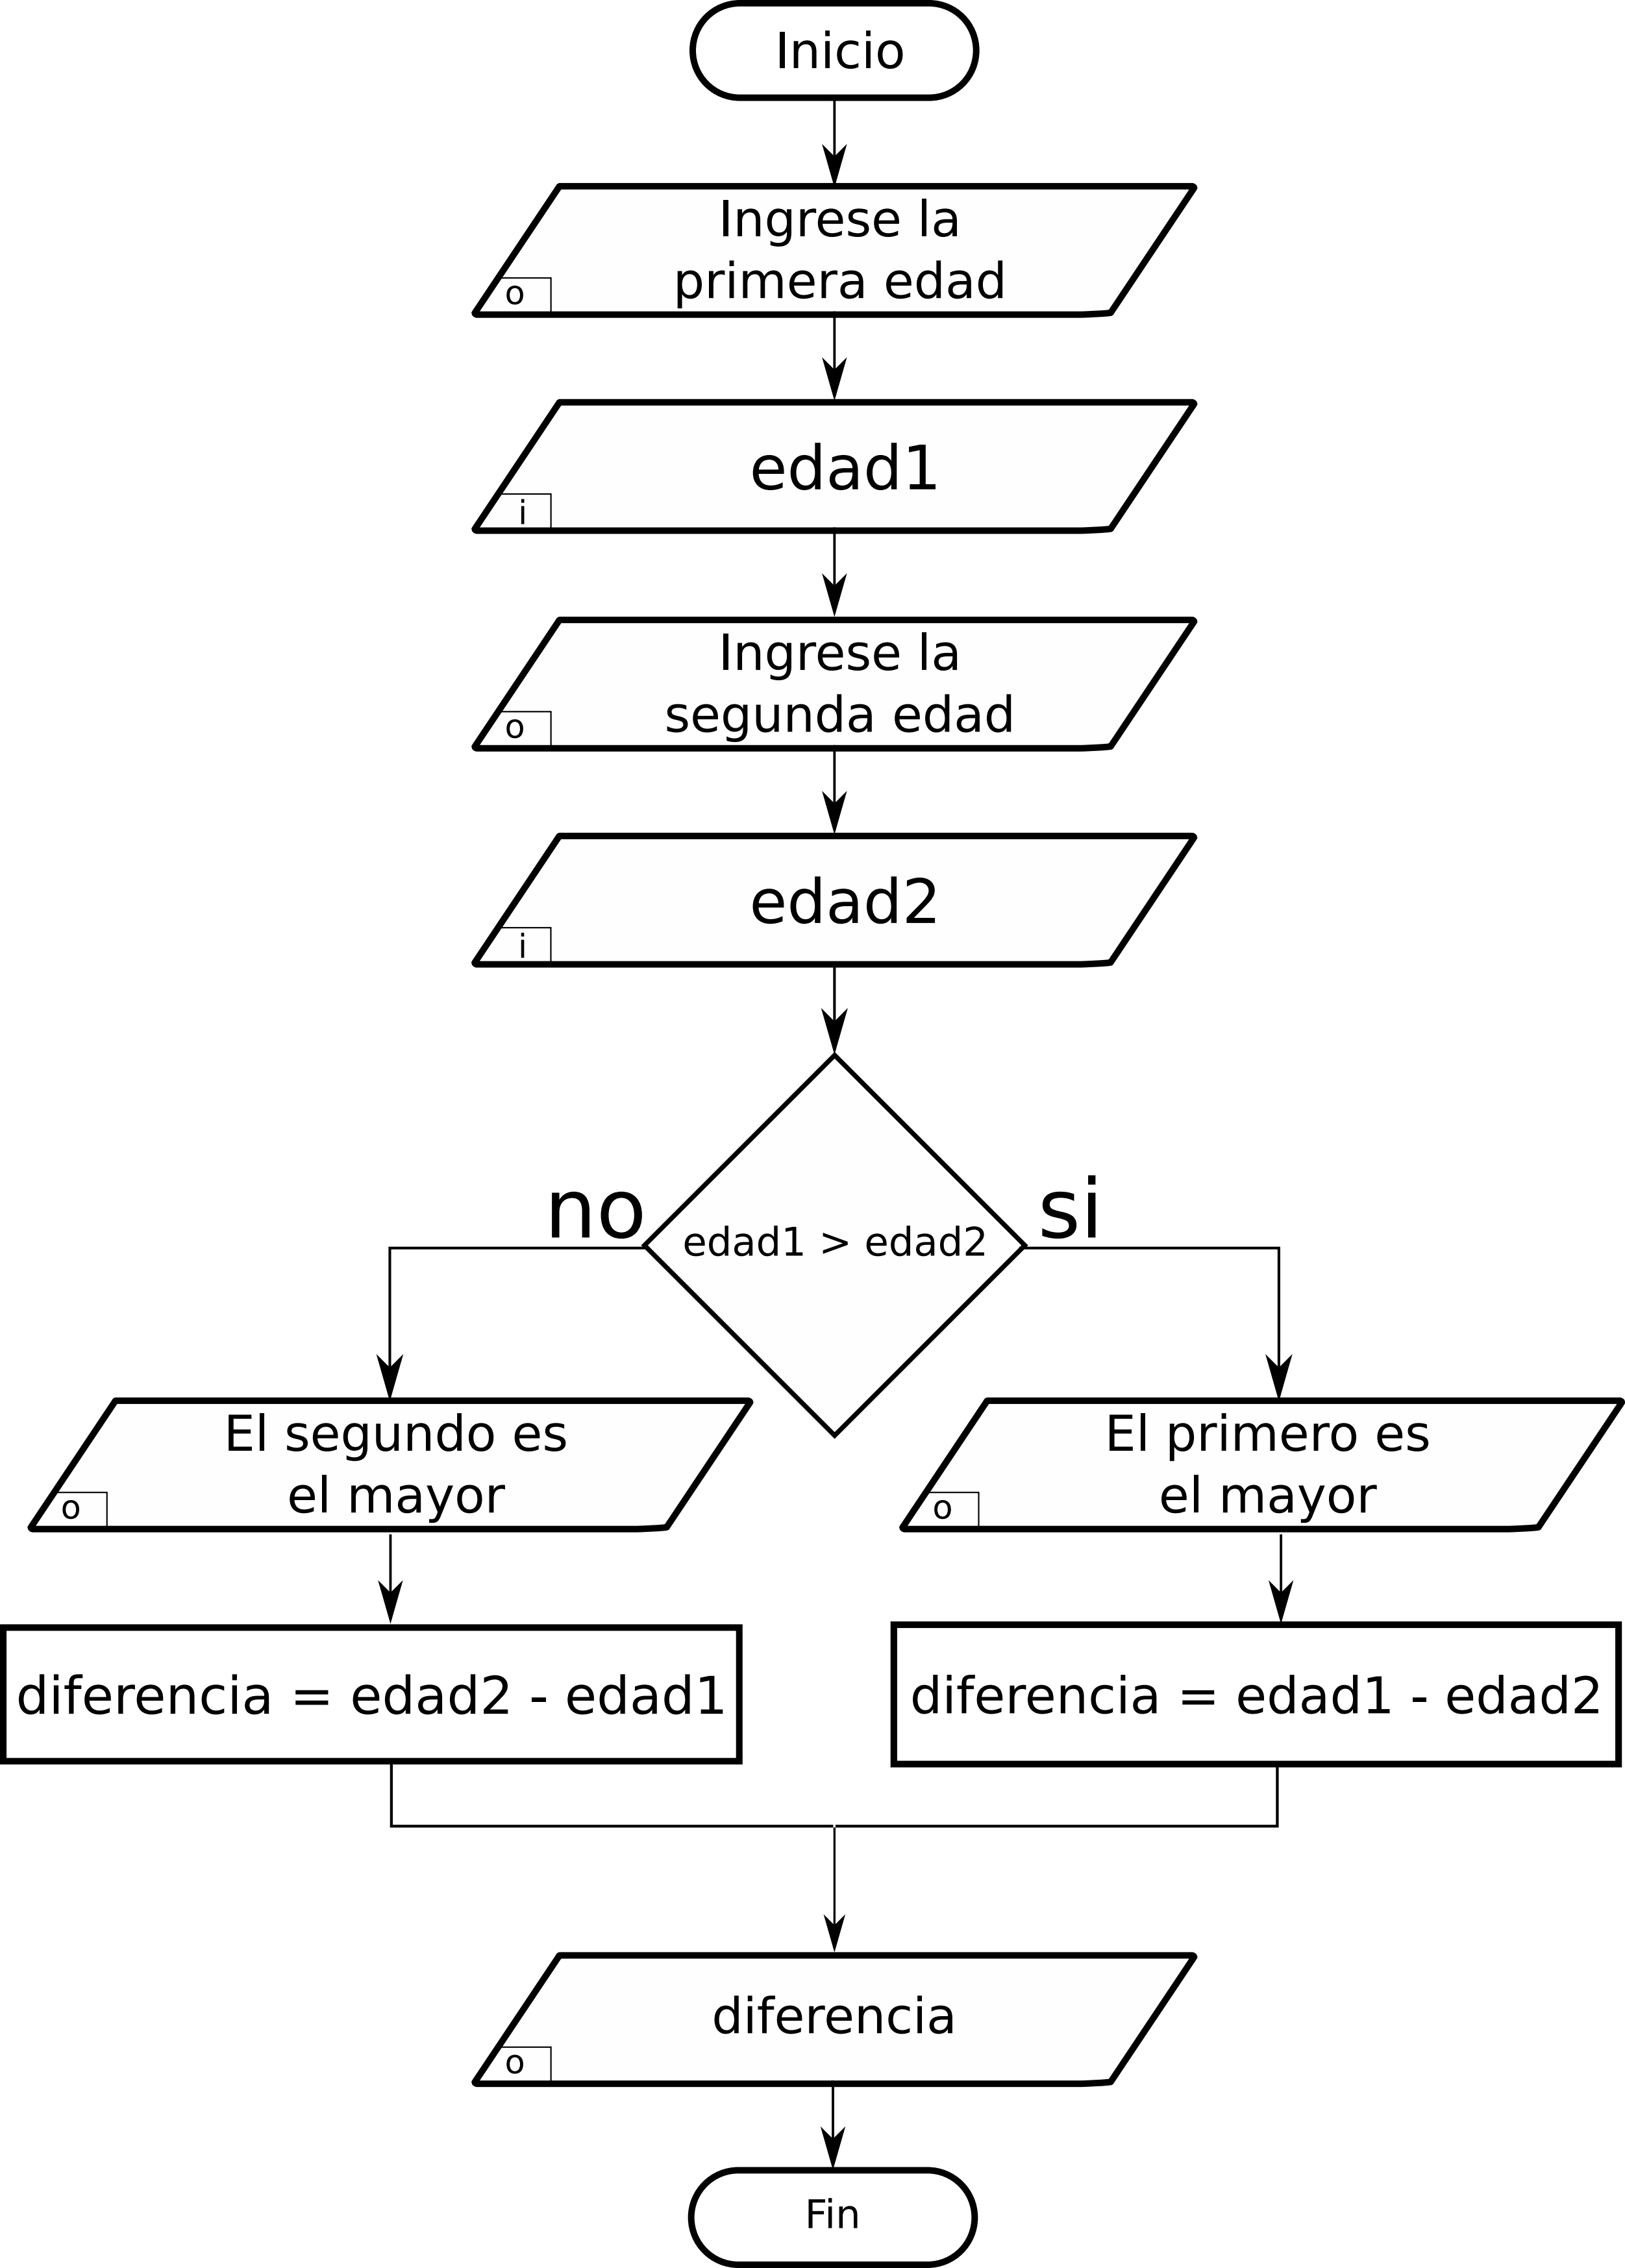 Inicio
Ingrese la
primera edad
o
edad1
i
Ingrese la
segunda edad
o
edad2
i
no
si
edad1 > edad2
El segundo es
el mayor
o
El primero es
el mayor
o
diferencia = edad2 - edad1
diferencia = edad1 - edad2
diferencia
o
Fin